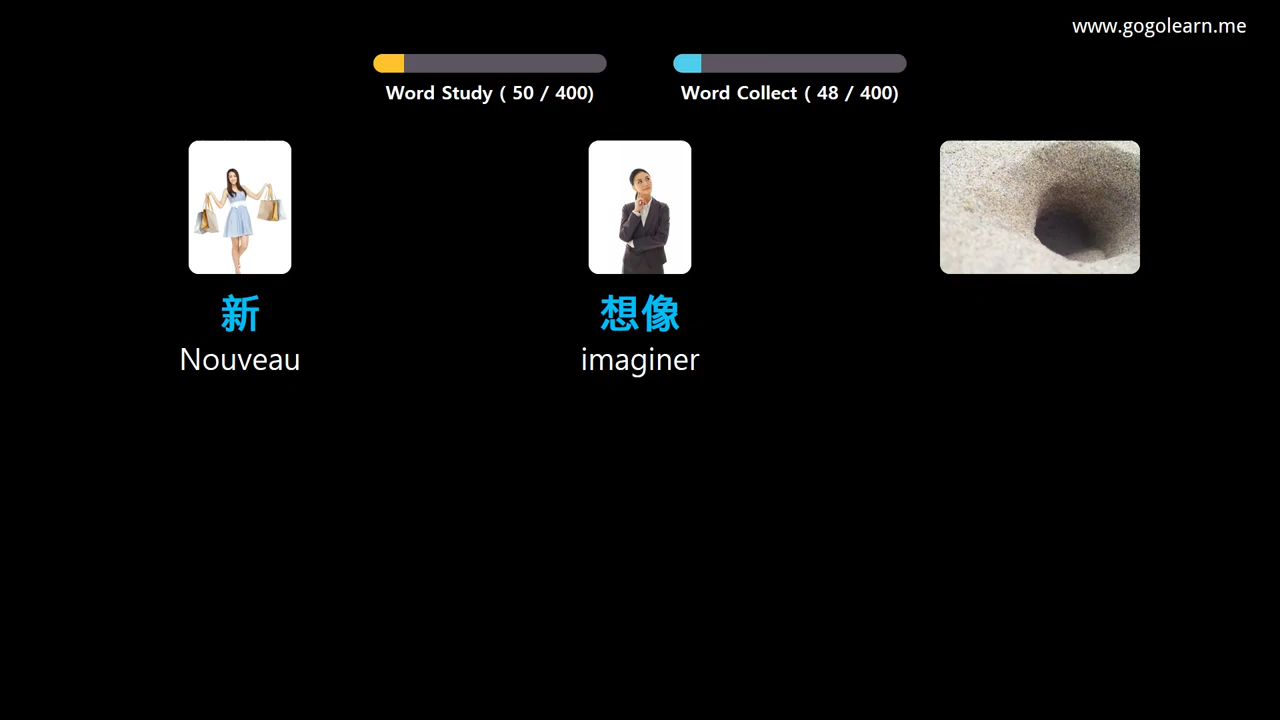 www.gogolearn.me
Word Study ( 50 / 400)
Word Collect ( 48 / 400)
新
想像
Nouveau
imaginer